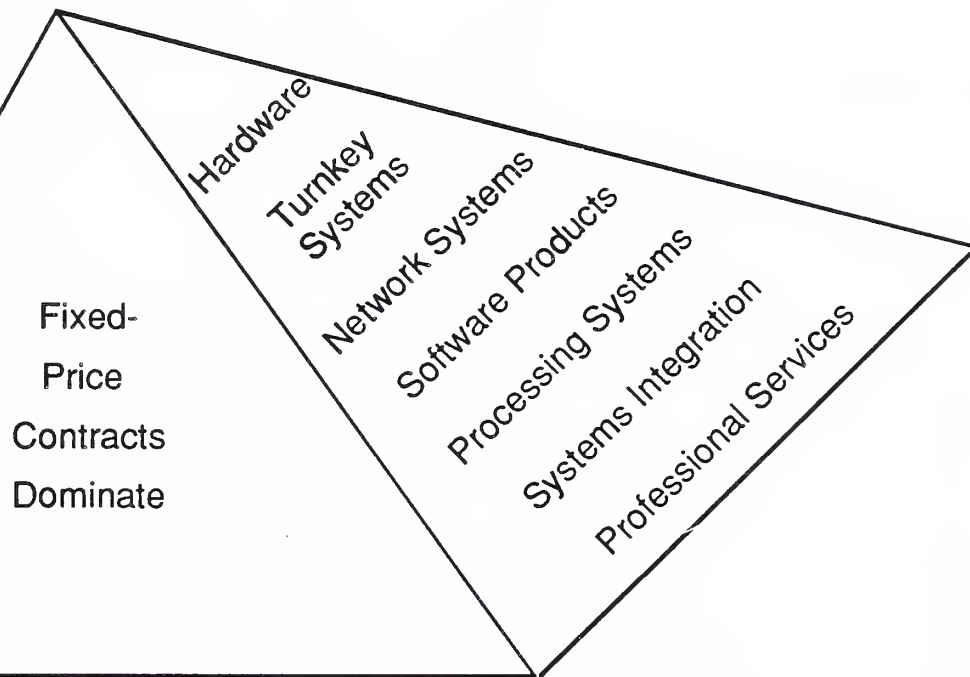 Hardware
Turnkey
Systems
Network Systems
Software Products
Processing Systems
Systems Integration
Professional Services
Fixed-
Price
Contracts
Dominate